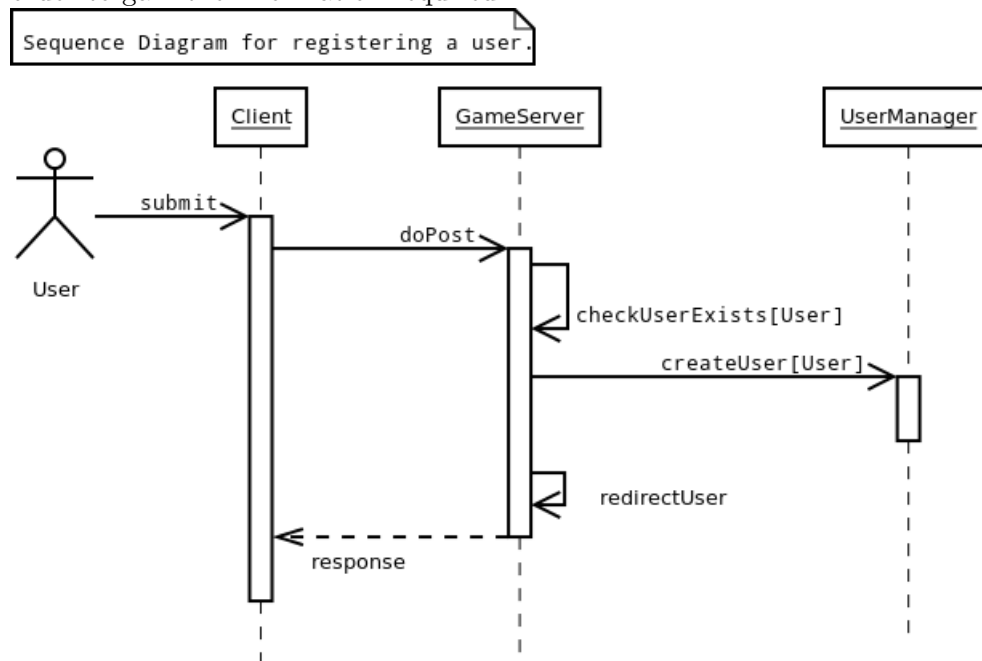 Sequence Diagram for registering a user.
Client
GameServer
UserManager
submit
doPost
User
checkUserExists[User]
createUser[User]
redirectUser
response